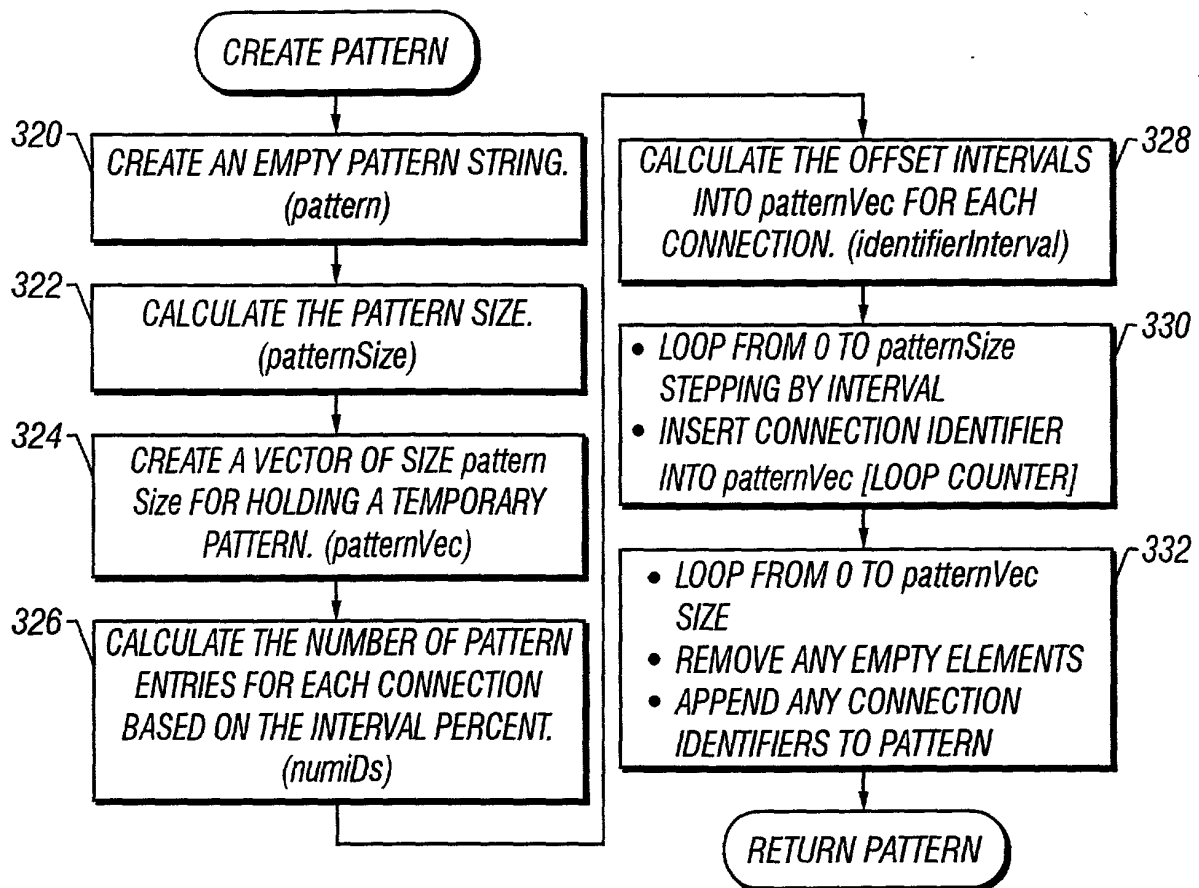 CREATE PATTERN
320
CREATE AN EMPTY PATTERN STRING.
(pattern)
322
CALCULATE THE PATTERN SIZE.
(patternSize)
324
CREATE A VECTOR OF SIZE pattern
Size FOR HOLDING A TEMPORARY
PATTERN. (patternVec)
326
CALCULATE THE NUMBER OF PATTERN
ENTRIES FOR EACH CONNECTION
BASED ON THE INTERVAL PERCENT.
(numiDs)
328
CALCULATE THE OFFSET INTERVALS
INTO patternVec FOR EACH
CONNECTION. (identifierInterval)
330
• LOOP FROM 0 TO patternSize
STEPPING BY INTERVAL
• INSERT CONNECTION IDENTIFIER
INTO patternVec [LOOP COUNTER]
332
• LOOP FROM 0 TO patternVec
SIZE
• REMOVE ANY EMPTY ELEMENTS
• APPEND ANY CONNECTION
IDENTIFIERS TO PATTERN
RETURN PATTERN